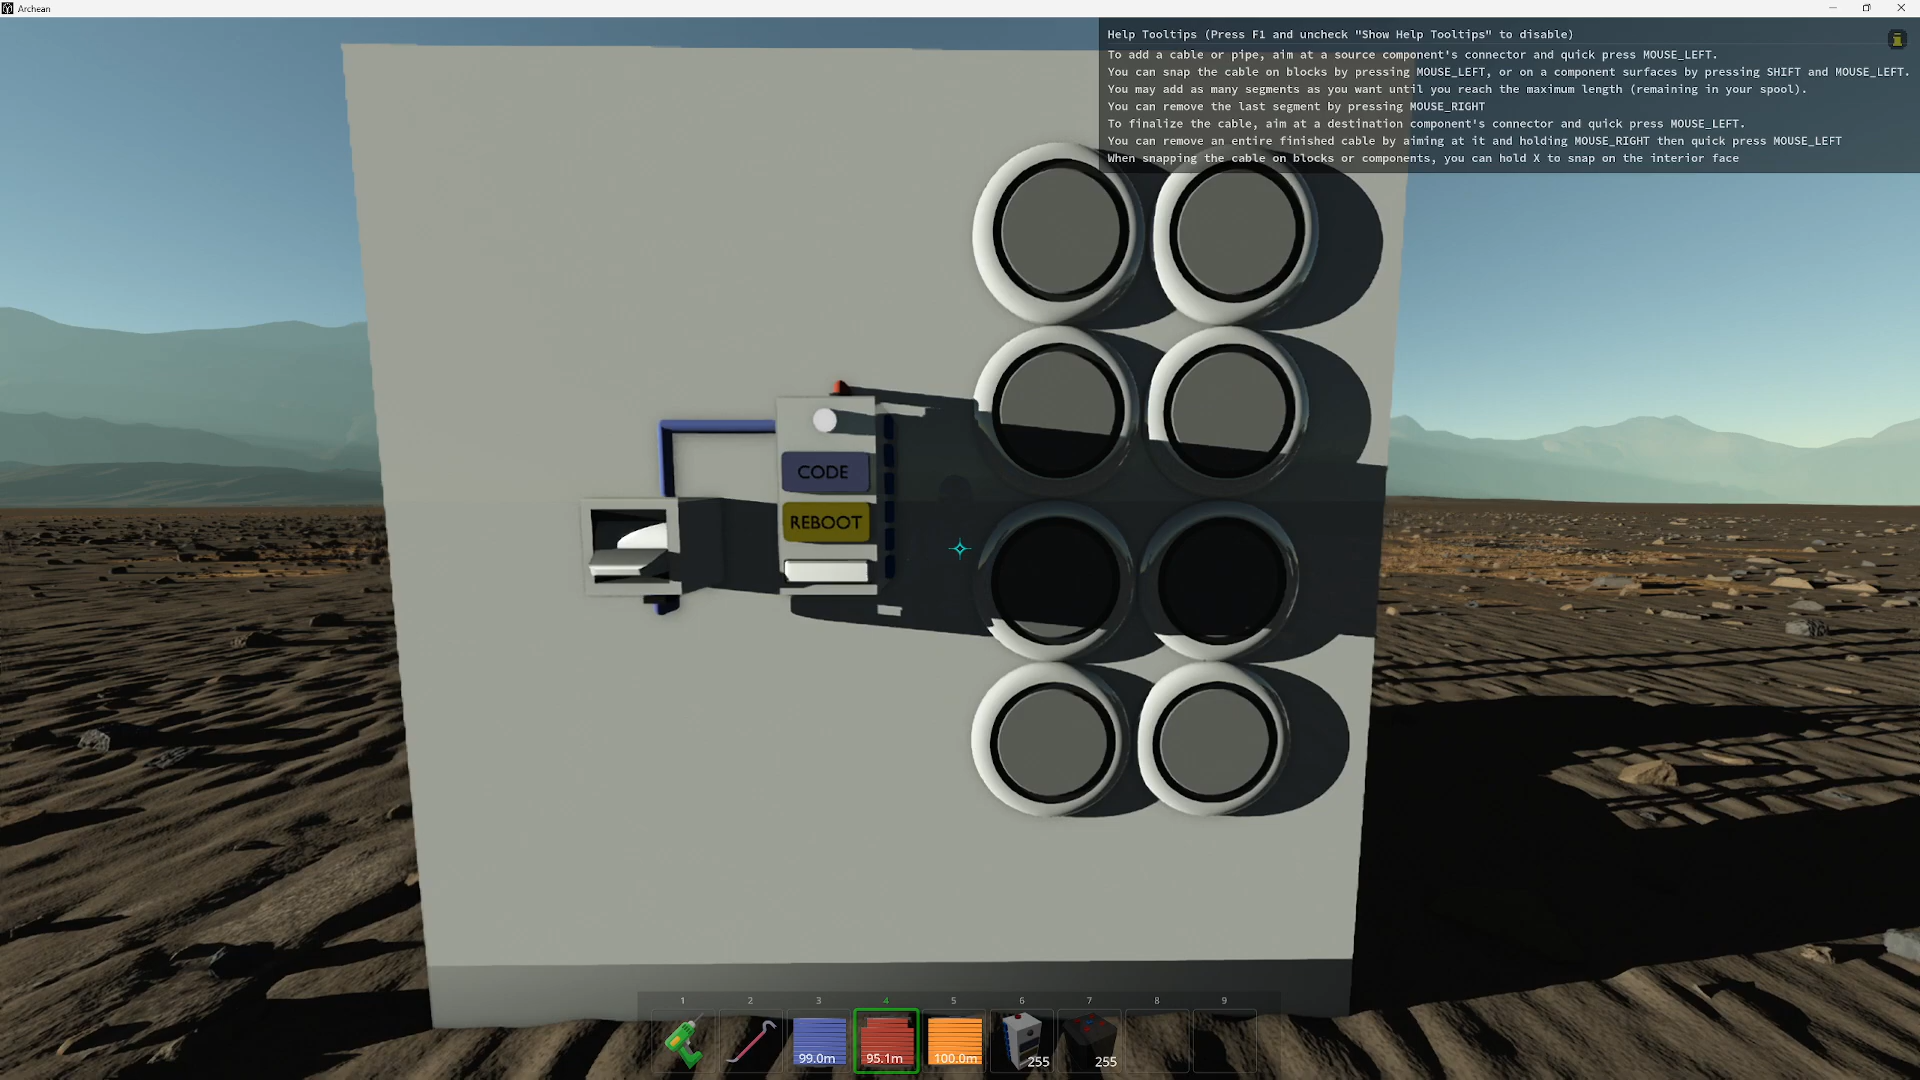 Archean
Help Tooltips (Press F1 and uncheck "Show Help Tooltips" to disable)
To add a cable or pipe, aim at a source component's connector and quick press MOUSE_LEFT.
You can snap the cable on blocks by pressing MOUSE_LEFT, or on a component surfaces by pressing SHIFT and MOUSE_LEFT.
You may add as many segments as you want until you reach the maximum length (remaining in your spool).
You can remove the last segment by pressing MOUSE_RIGHT
To finalize the cable, aim at a destination component's connector and quick press MOUSE_LEFT.
You can remove an entire finished cable by aiming at it and holding MOUSE_RIGHT then quick press MOUSE_LEFT
When snapping the cable on blocks or components, you can hold X to snap on the interior face
CODE
REBOOT
1 2 3 4 5 6 7 8 9
99.0m 95.1m 100.0m 255 255